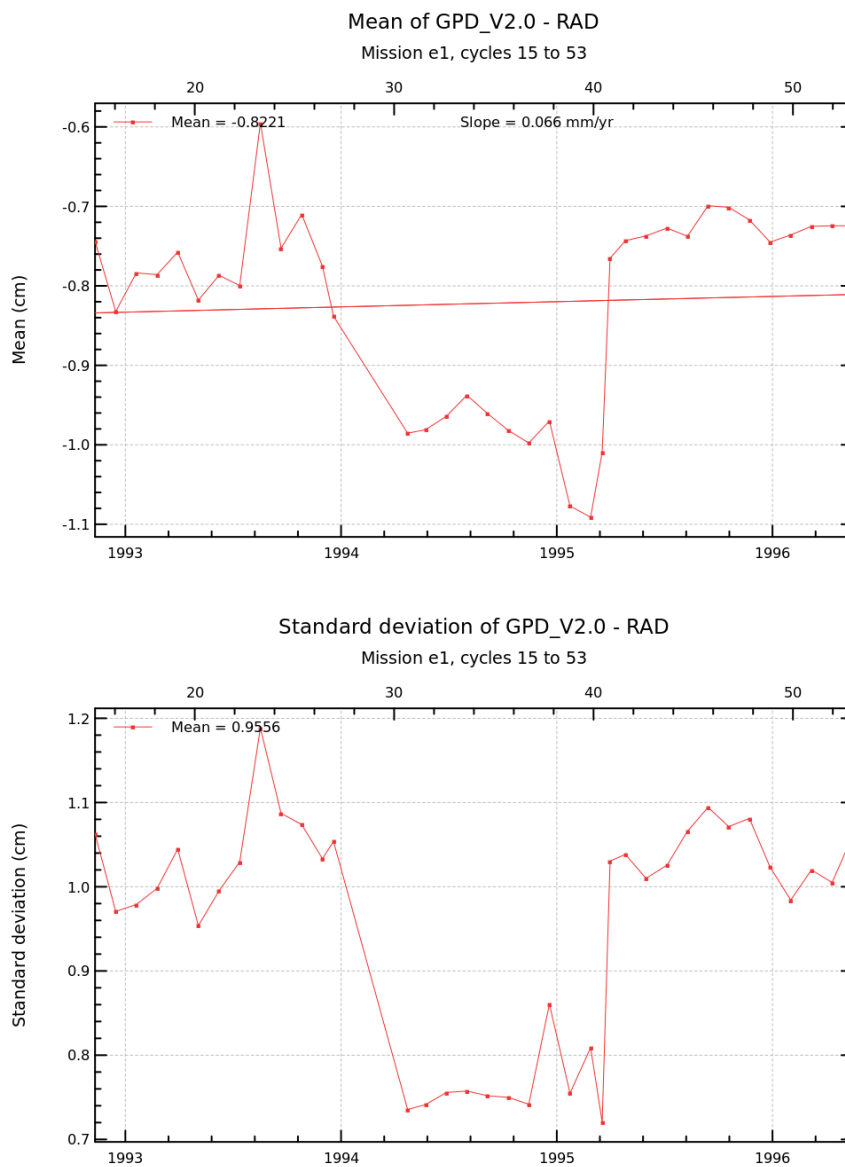 Mean of GPD_V2.0 - RAD
Mission e1, cycles 15 to 53
20 30 40 50
Mean = -0.8221 Slope = 0.066 mm/yr
-0.6
-0.7
-0.8
-0.9
-1.0
-1.1
Mean (cm)
1993 1994 1995 1996
Standard deviation of GPD_V2.0 - RAD
Mission e1, cycles 15 to 53
20 30 40 50
Mean = 0.9556
1.2
1.1
1.0
0.9
0.8
0.7
Standard deviation (cm)
1993 1994 1995 1996